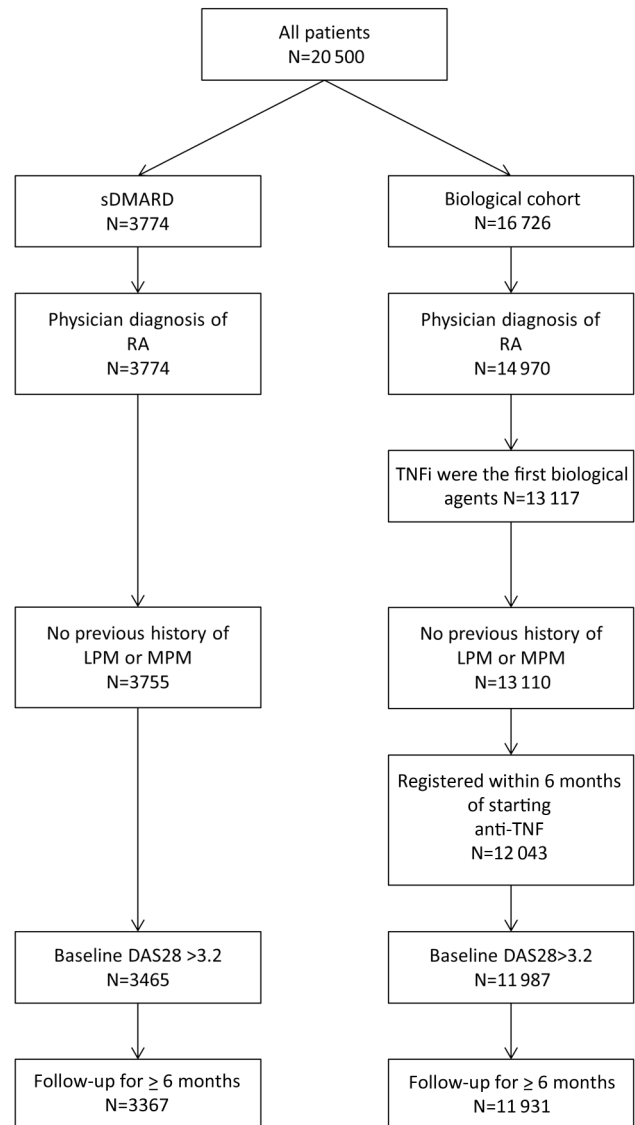 All patients
N=20 500
sDMARD
N=3774
Biological cohort
N=16 726
Physician diagnosis of
RA
N=3774
Physician diagnosis of
RA
N=14 970
TNFi were the first biological
agents N=13 117
No previous history of
LPM or MPM
N=3755
No previous history of
LPM or MPM
N=13 110
Registered within 6 months
of starting
anti-TNF
N=12 043
Baseline DAS28 >3.2
N=3465
Baseline DAS28>3.2
N=11 987
Follow-up for ≥ 6 months
N=3367
Follow-up for ≥ 6 months
N=11 931